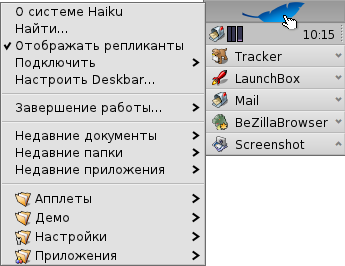 О системе Haiku
Найти...
Отображать репликанты
Подключить
Настроить Deskbar...
Завершение работы...
Недавние документы
Недавние папки
Недавние приложения
Апплеты
Демо
Настройки
Приложения
10:15
Tracker
LaunchBox
Mail
BeZillaBrowser
Screenshot